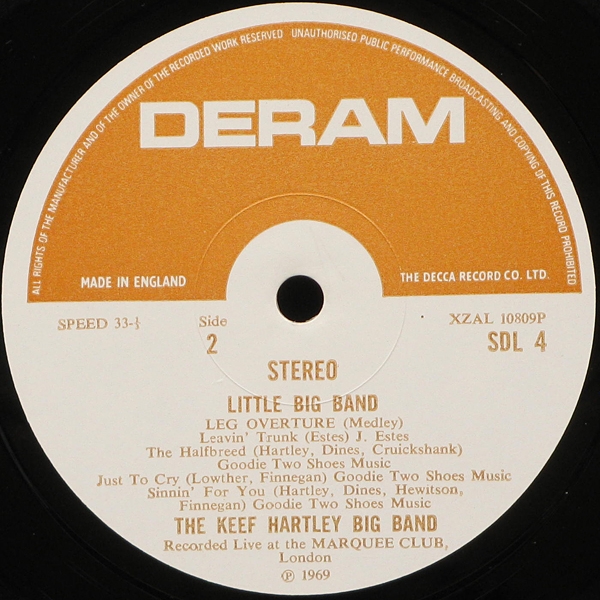 ALL RIGHTS OF THE MANUFACTURER AND OF THE OWNER OF THE RECORDED WORK RESERVED UNAUTHORISED PUBLIC PERFORMANCE BROADCASTING AND COPYING OF THIS RECORD PROHIBITED
DERAM
MADE IN ENGLAND
THE DECCA RECORD CO. LTD.
SPEED 33-⅓
Side
2
XZAL 10809P
SDL 4
STEREO
LITTLE BIG BAND
LEG OVERTURE (Medley)
Leavin' Trunk (Estes) J. Estes
The Halfbreed (Hartley, Dines, Cruickshank)
Goodie Two Shoes Music
Just To Cry (Lowther, Finnegan) Goodie Two Shoes Music
Sinnin' For You (Hartley, Dines, Hewitson,
Finnegan) Goodie Two Shoes Music
THE KEEF HARTLEY BIG BAND
Recorded Live at the MARQUEE CLUB,
London
℗ 1969